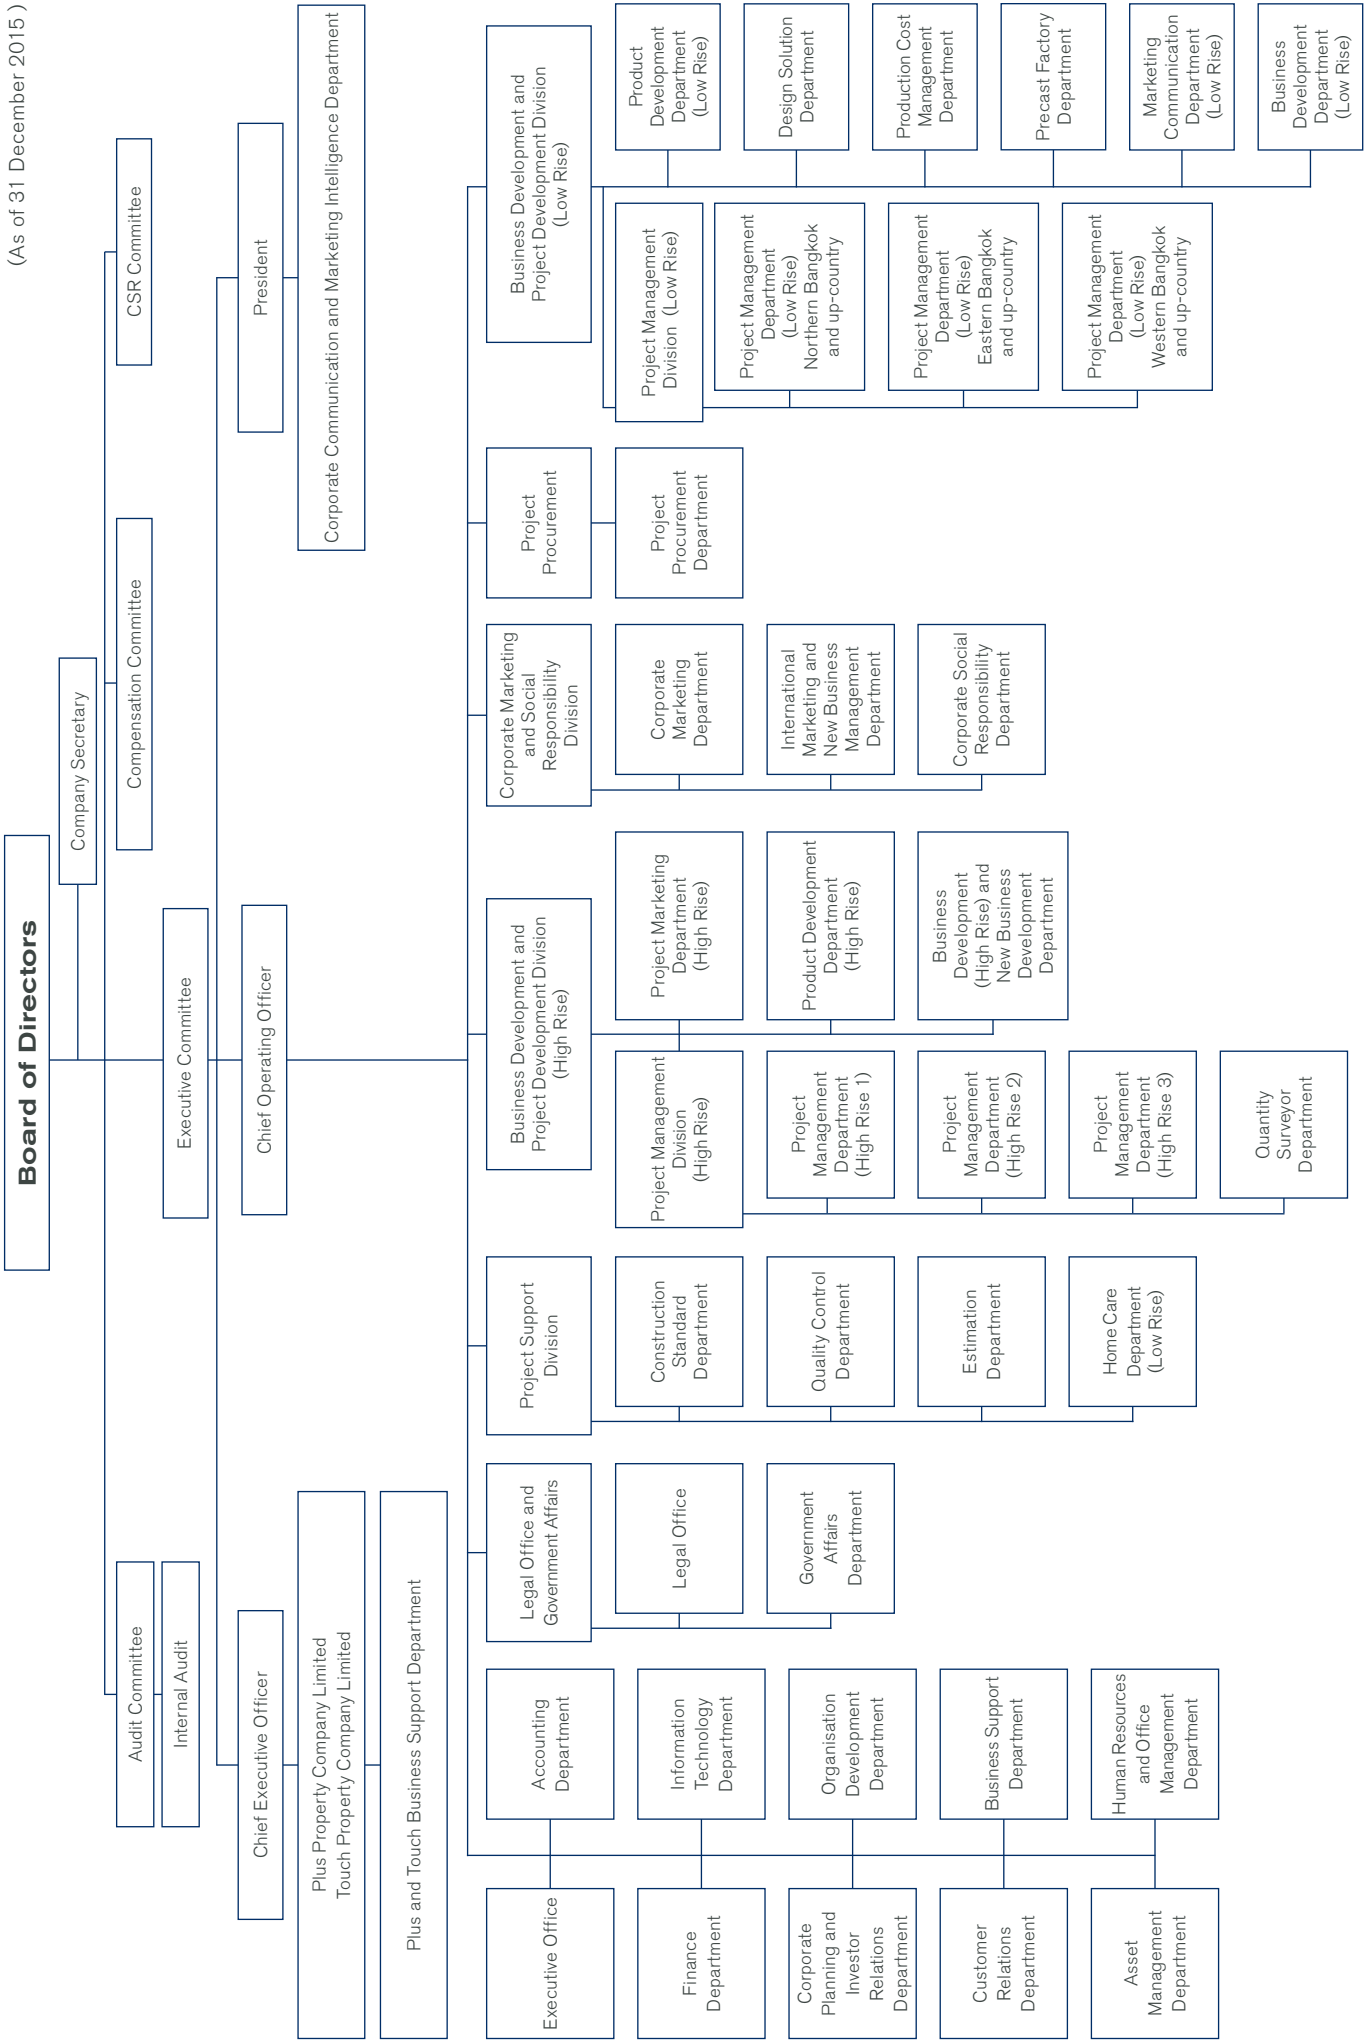 (As of 31 December 2015 )
Board of Directors
Company Secretary
Audit Committee
Internal Audit
Compensation Committee
CSR Committee
Executive Committee
Chief Executive Officer
Chief Operating Officer
President
Plus Property Company Limited
Touch Property Company Limited
Plus and Touch Business Support Department
Corporate Communication and Marketing Intelligence Department
Executive Office
Accounting
Department
Finance
Department
Information
Technology
Department
Corporate
Planning and
Investor
Relations
Department
Organisation
Development
Department
Customer
Relations
Department
Business Support
Department
Asset
Management
Department
Human Resources
and Office
Management
Department
Legal Office and
Government Affairs
Legal Office
Government
Affairs
Department
Project Support
Division
Construction
Standard
Department
Quality Control
Department
Estimation
Department
Home Care
Department
(Low Rise)
Business Development and
Project Development Division
(High Rise)
Project Management
Division
(High Rise)
Project
Management
Department
(High Rise 1)
Project
Management
Department
(High Rise 2)
Project
Management
Department
(High Rise 3)
Quantity
Surveyor
Department
Project Marketing
Department
(High Rise)
Product Development
Department
(High Rise)
Business
Development
(High Rise) and
New Business
Development
Department
Corporate Marketing
and Social
Responsibility
Division
Corporate
Marketing
Department
International
Marketing and
New Business
Management
Department
Corporate Social
Responsibility
Department
Project
Procurement
Project
Procurement
Department
Business Development and
Project Development Division
(Low Rise)
Project Management
Division  (Low Rise)
Project Management
Department
(Low Rise)
Northern Bangkok
and up-country
Project Management
Department
(Low Rise)
Eastern Bangkok
and up-country
Project Management
Department
(Low Rise)
Western Bangkok
and up-country
Product
Development
Department
(Low Rise)
Design Solution
Department
Production Cost
Management
Department
Precast Factory
Department
Marketing
Communication
Department
(Low Rise)
Business
Development
Department
(Low Rise)